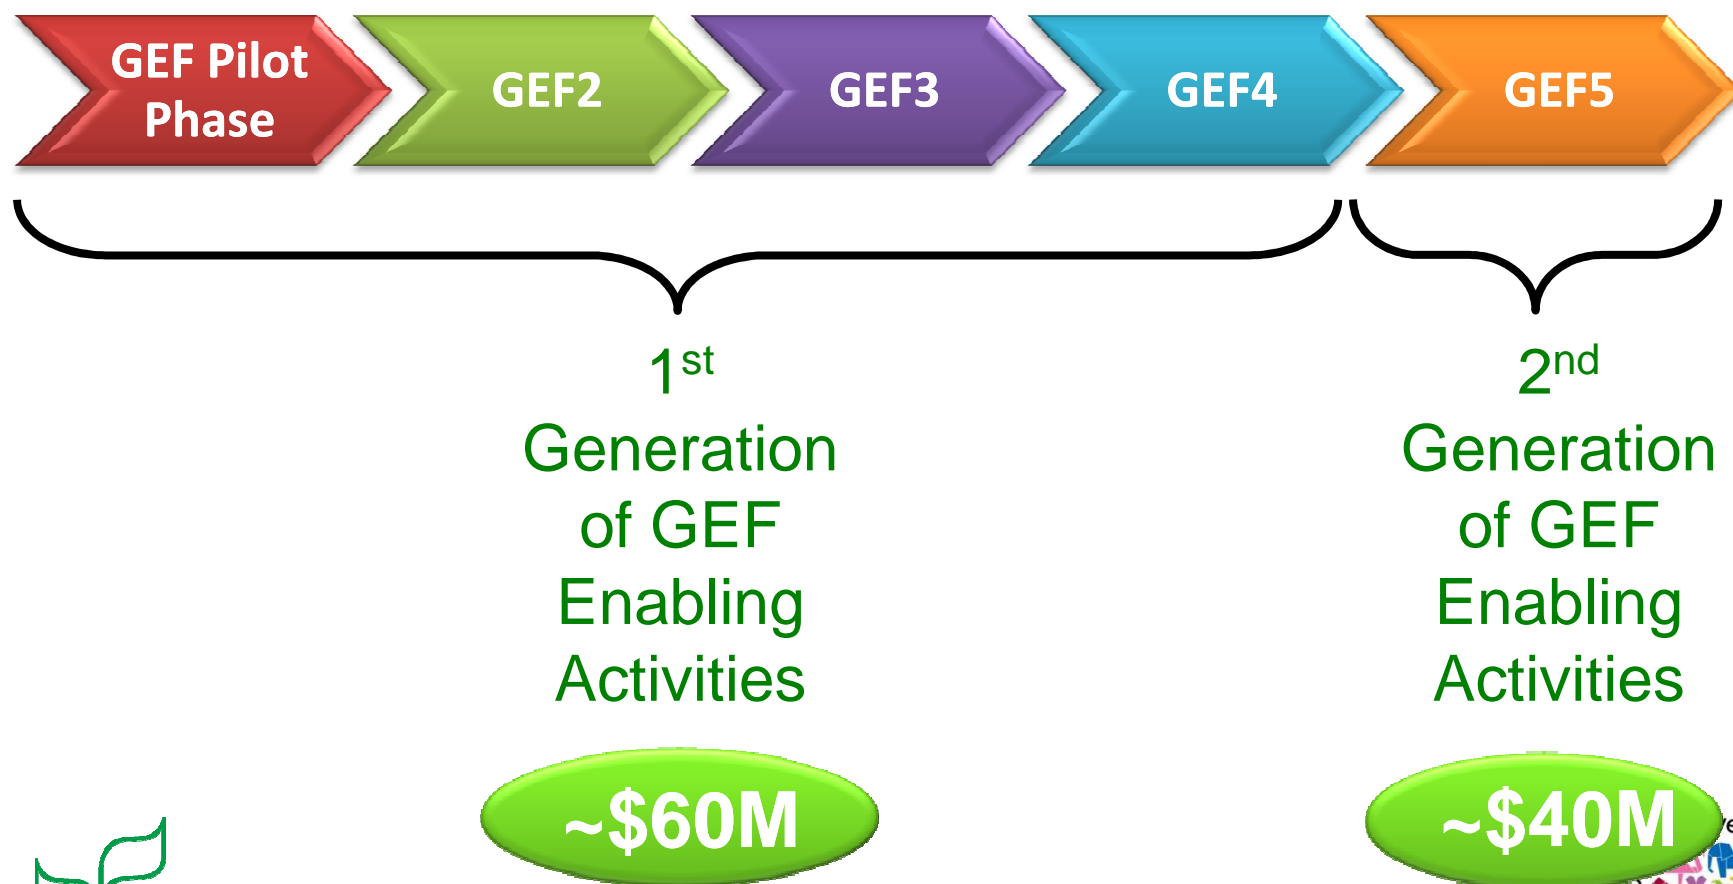 GEF Pilot
Phase
GEF2
GEF3
GEF4
GEF5
1st
Generation
of GEF
Enabling
Activities
~$60M
2nd
Generation
of GEF
Enabling
Activities
~$40M